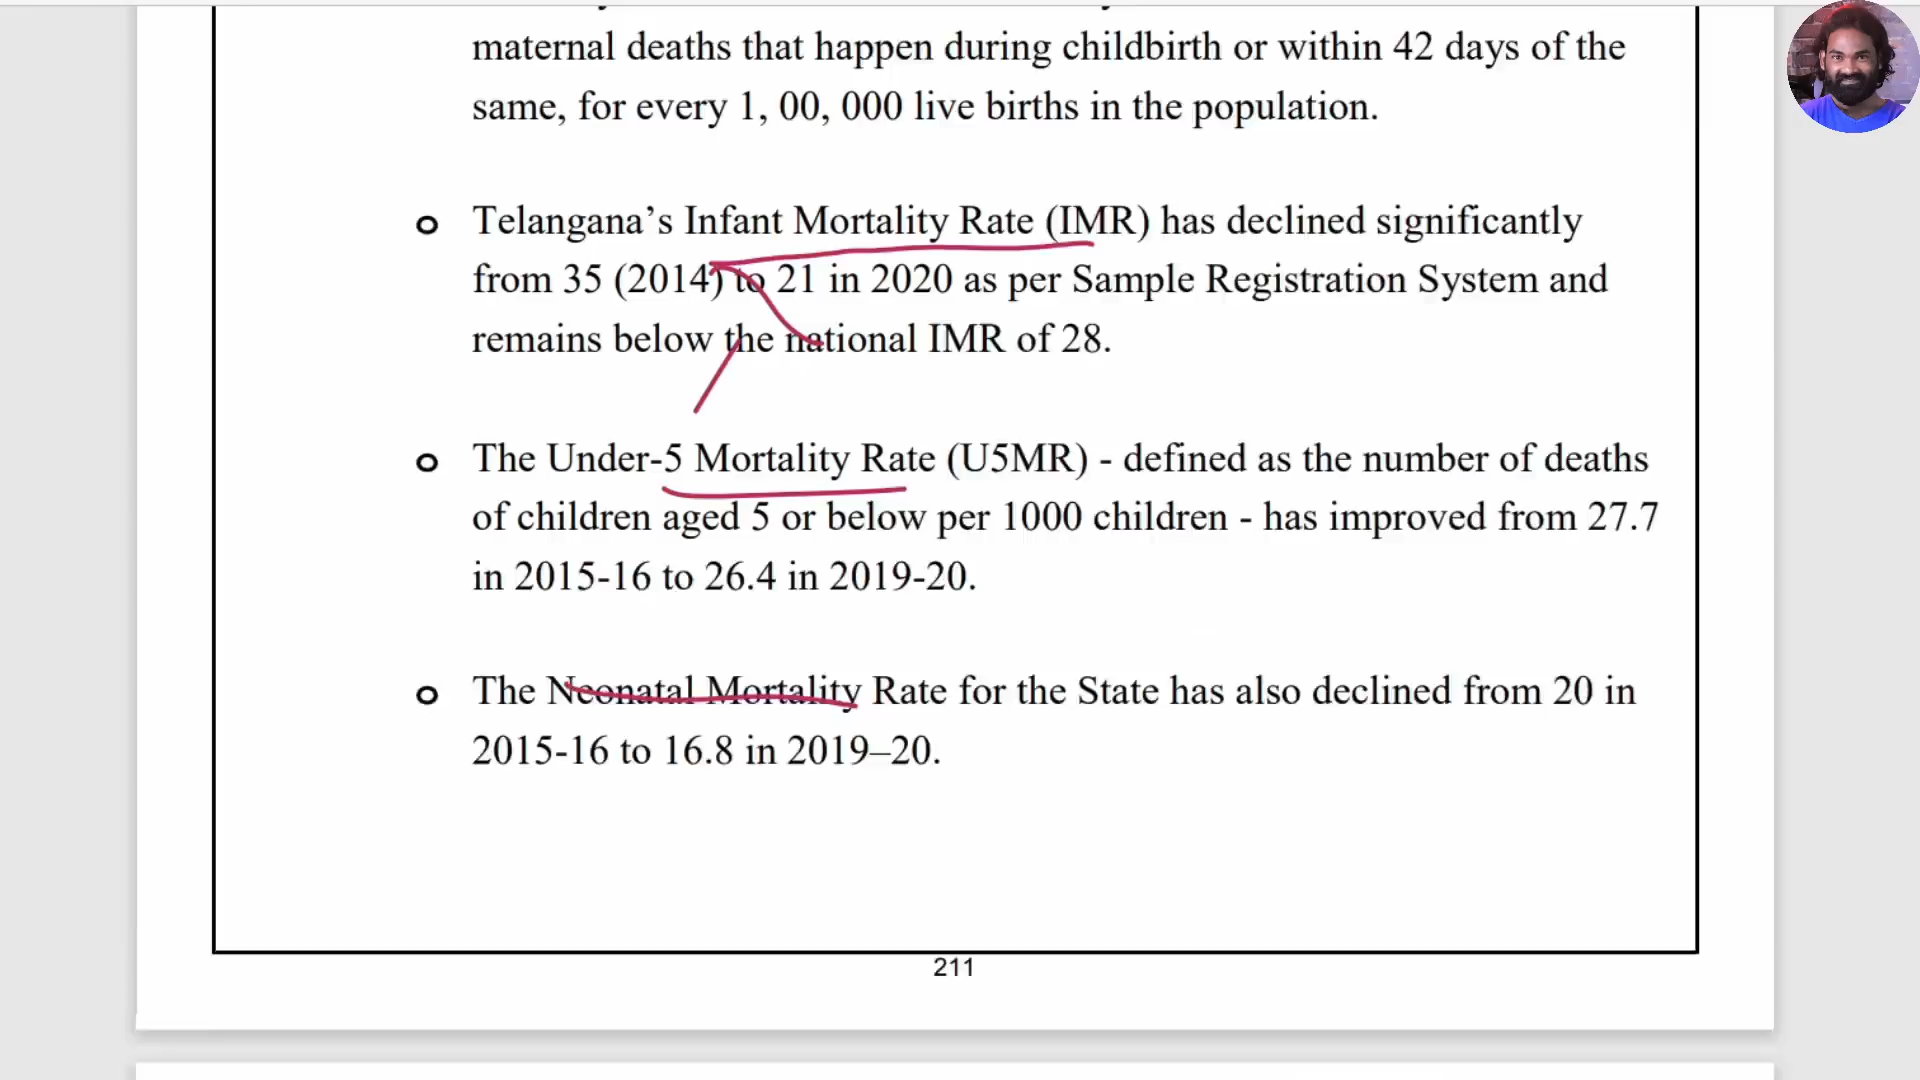 maternal deaths that happen during childbirth or within 42 days of the
same, for every 1, 00, 000 live births in the population.
o Telangana’s Infant Mortality Rate (IMR) has declined significantly
from 35 (2014) to 21 in 2020 as per Sample Registration System and
remains below the national IMR of 28.
o The Under-5 Mortality Rate (U5MR) - defined as the number of deaths
of children aged 5 or below per 1000 children - has improved from 27.7
in 2015-16 to 26.4 in 2019-20.
o The Neonatal Mortality Rate for the State has also declined from 20 in
2015-16 to 16.8 in 2019–20.
211